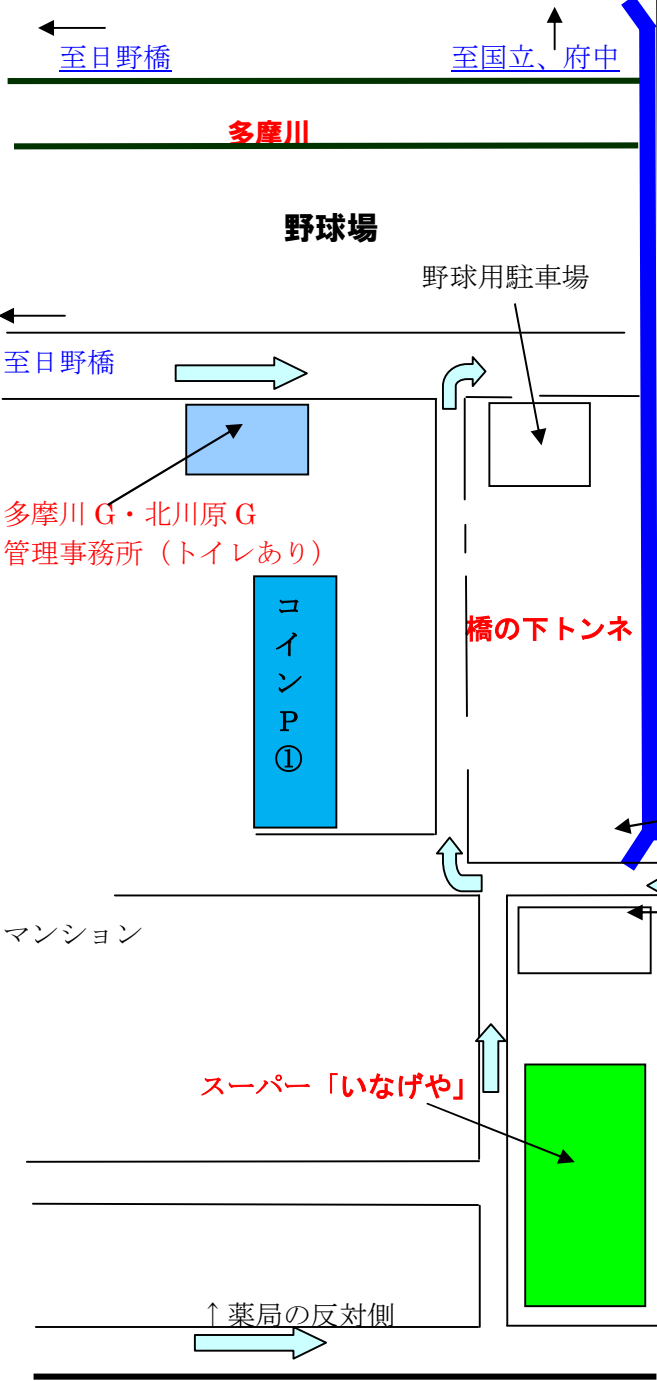 至日野橋
至国立、府中
多摩川
野球場
野球用駐車場
至日野橋
多摩川G・北川原G
管理事務所（トイレあり）
コインP①
橋の下トンネ
マンション
スーパー「いなげや」
↑薬局の反対側